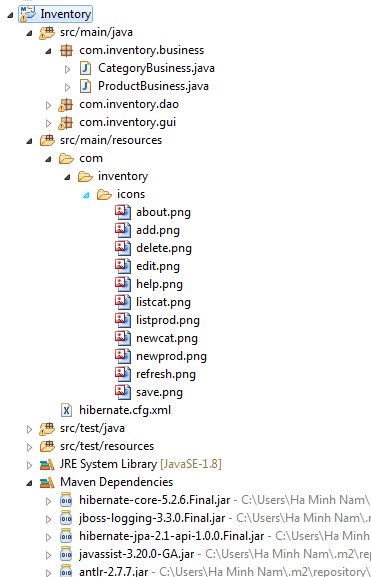 Inventory
src/main/java
com.inventory.business
CategoryBusiness.java
ProductBusiness.java
com.inventory.dao
com.inventory.gui
src/main/resources
com
inventory
icons
about.png
add.png
delete.png
edit.png
help.png
listcat.png
listprod.png
newcat.png
newprod.png
refresh.png
save.png
hibernate.cfg.xml
src/test/java
src/test/resources
JRE System Library [JavaSE-1.8]
Maven Dependencies
hibernate-core-5.2.6.Final.jar - C:\Users\Ha Minh Nam\.
jboss-logging-3.3.0.Final.jar - C:\Users\Ha Minh Nam\.m
hibernate-jpa-2.1-api-1.0.0.Final.jar - C:\Users\Ha Minh
javassist-3.20.0-GA.jar - C:\Users\Ha Minh Nam\.m2\re
antlr-2.7.7.jar - C:\Users\Ha Minh Nam\.m2\repository\